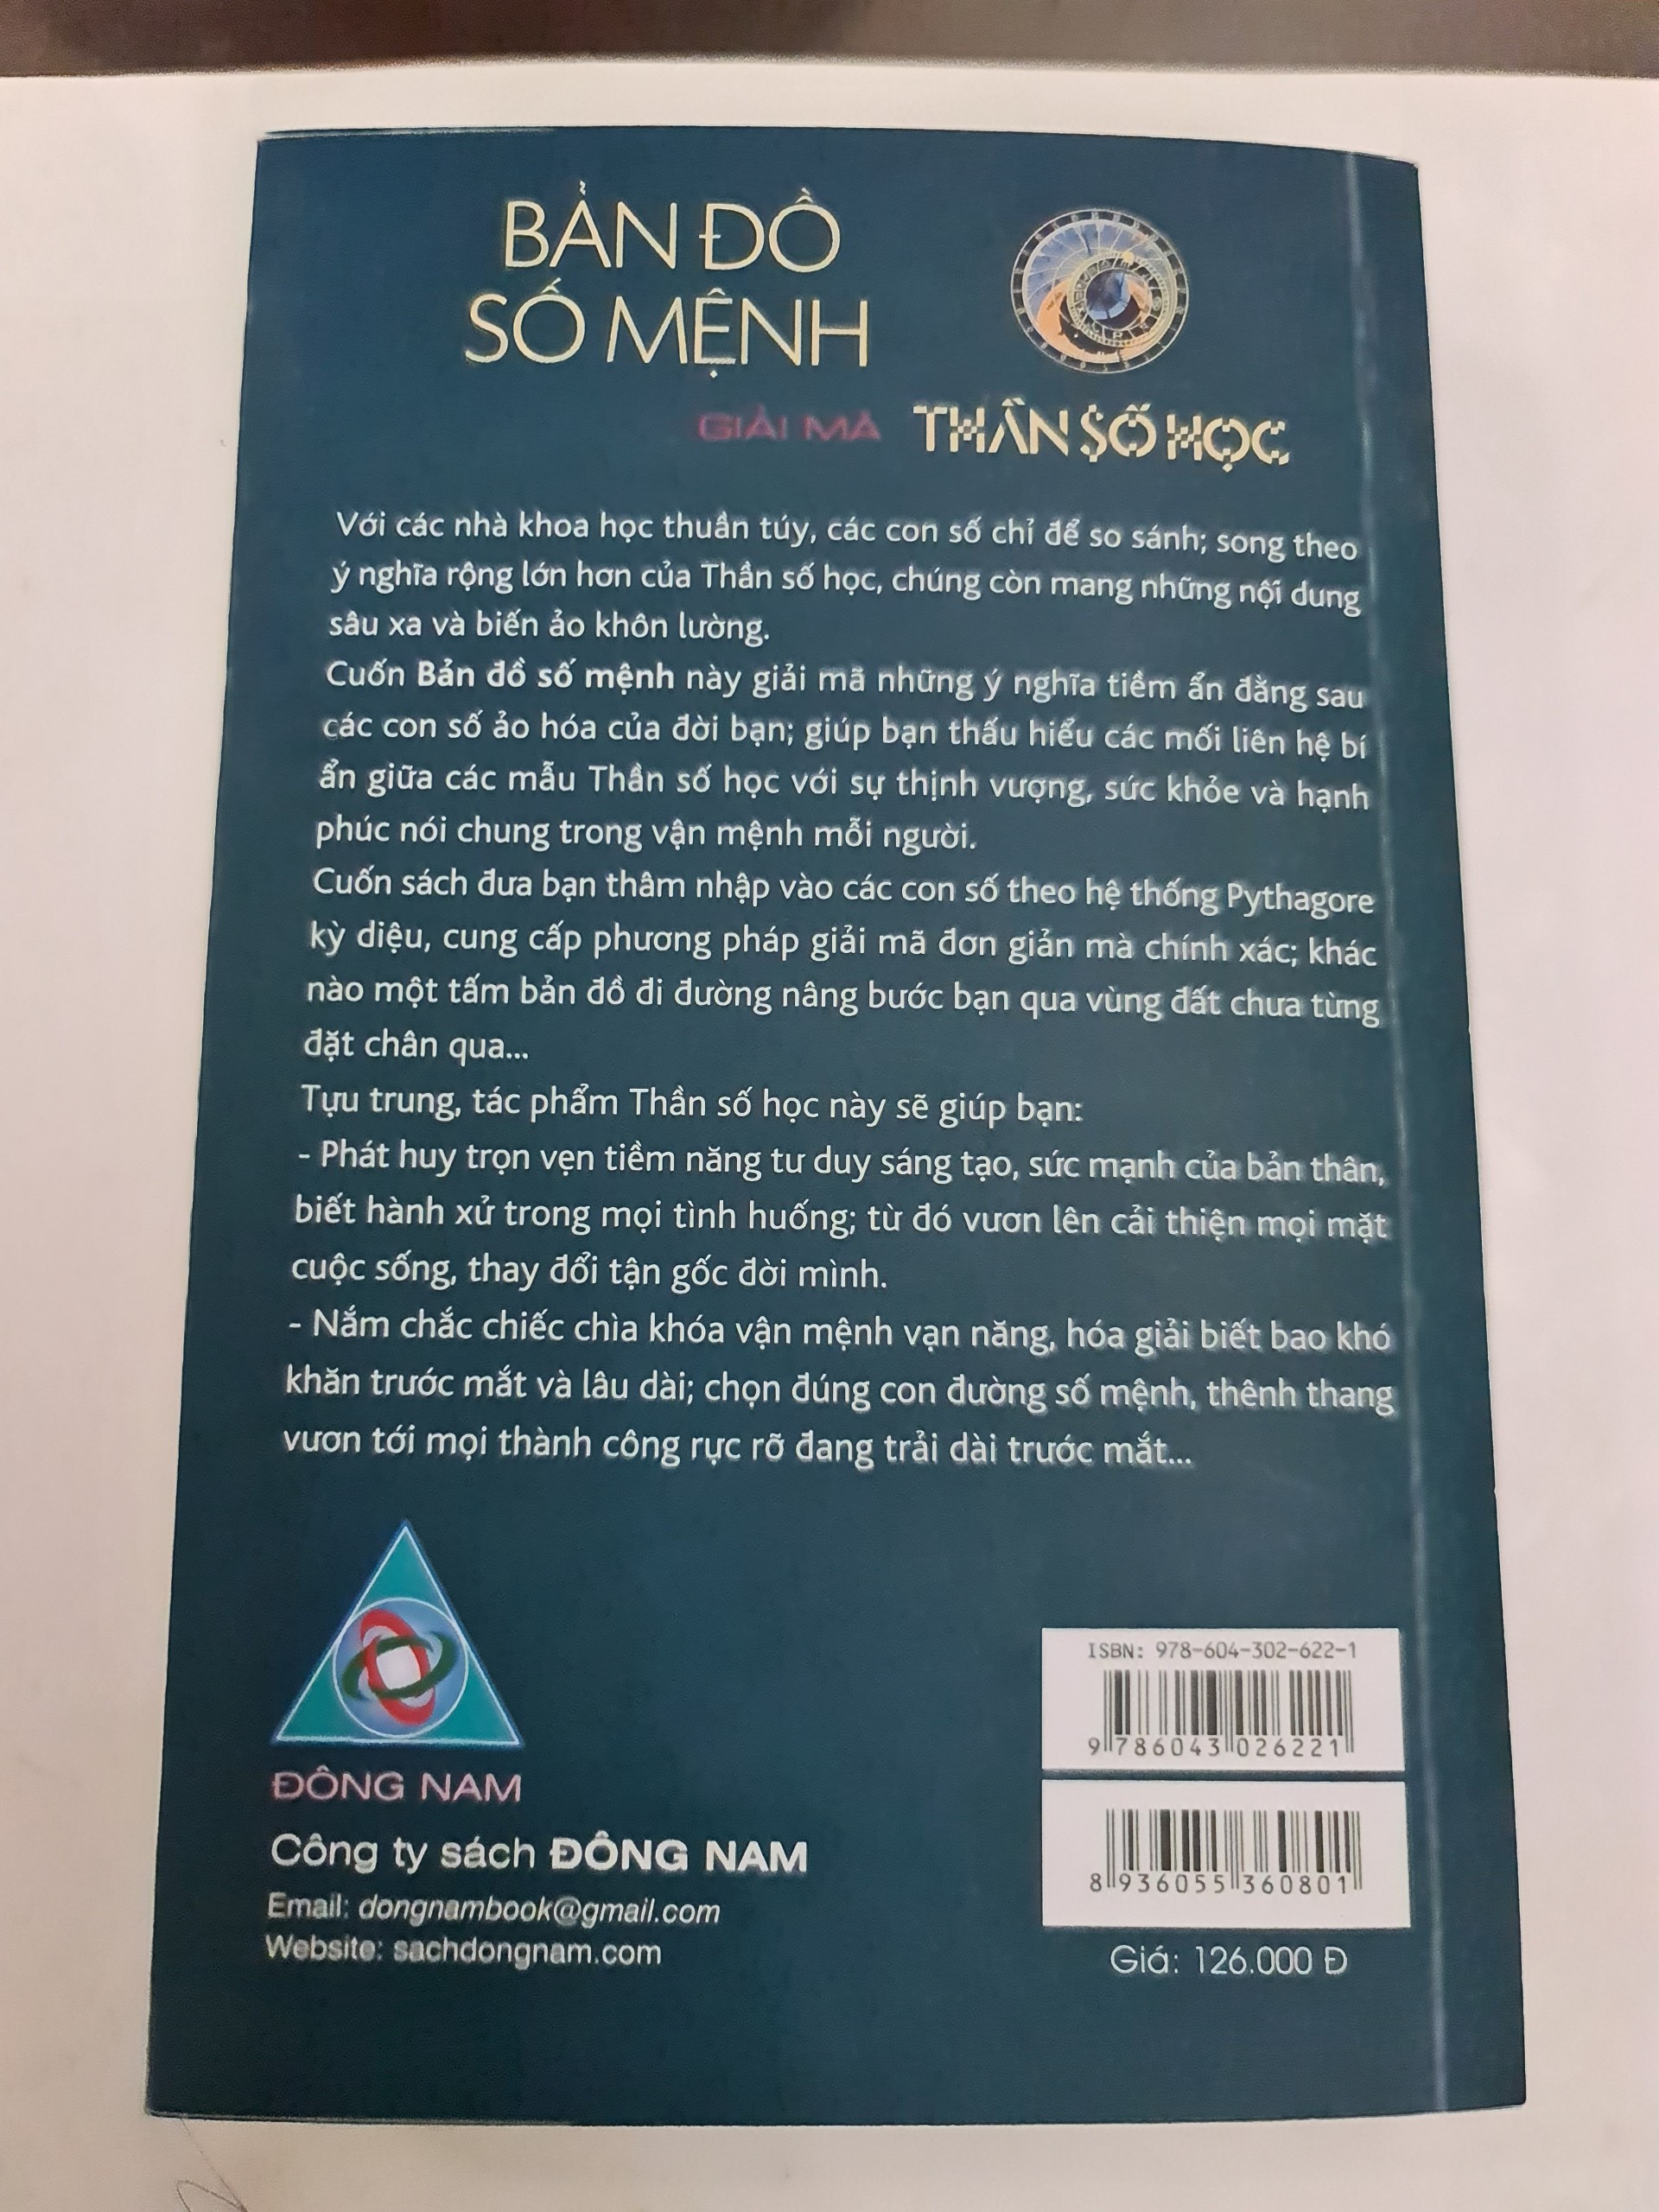 BẢN ĐỒ
SỐ MỆNH
GIẢI MÃ THẦN SỐ HỌC
Với các nhà khoa học thuần túy, các con số chỉ để so sánh; song theo
ý nghĩa rộng lớn hơn của Thần số học, chúng còn mang những nội dung
sâu xa và biến ảo khôn lường.
Cuốn Bản đồ số mệnh này giải mã những ý nghĩa tiềm ẩn đằng sau
các con số ảo hóa của đời bạn; giúp bạn thấu hiểu các mối liên hệ bí
ẩn giữa các mẫu Thần số học với sự thịnh vượng, sức khỏe và hạnh
phúc nói chung trong vận mệnh mỗi người.
Cuốn sách đưa bạn thâm nhập vào các con số theo hệ thống Pythagore
kỳ diệu, cung cấp phương pháp giải mã đơn giản mà chính xác; khác
nào một tấm bản đồ đi đường nâng bước bạn qua vùng đất chưa từng
đặt chân qua...
Tựu trung, tác phẩm Thần số học này sẽ giúp bạn:
- Phát huy trọn vẹn tiềm năng tư duy sáng tạo, sức mạnh của bản thân,
biết hành xử trong mọi tình huống; từ đó vươn lên cải thiện mọi mặt
cuộc sống, thay đổi tận gốc đời mình.
- Nắm chắc chiếc chìa khóa vận mệnh vạn năng, hóa giải biết bao khó
khăn trước mắt và lâu dài; chọn đúng con đường số mệnh, thênh thang
vươn tới mọi thành công rực rỡ đang trải dài trước mắt...
ĐÔNG NAM
Công ty sách ĐÔNG NAM
Email: dongnambook@gmail.com
Website: sachdongnam.com
ISBN: 978-604-302-622-1
9 786043 026221
8 936055 360801
Giá: 126.000 Đ